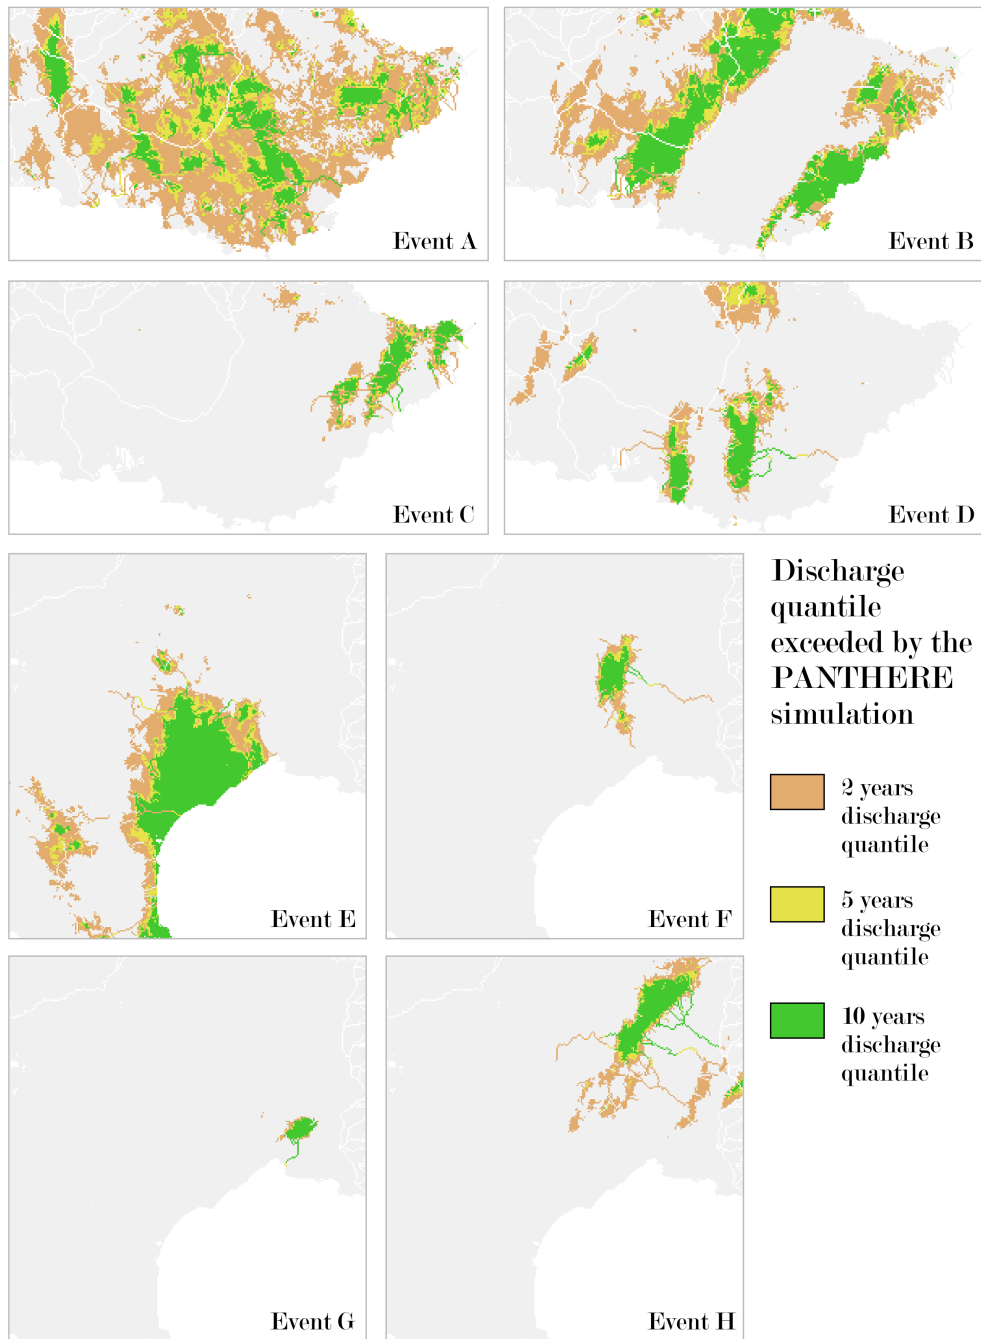 Event A
Event B
Event C
Event D
Event E
Event F
Discharge
quantile
exceeded by the
PANTHERE
simulation
2 years
discharge
quantile
5 years
discharge
quantile
10 years
discharge
quantile
Event G
Event H